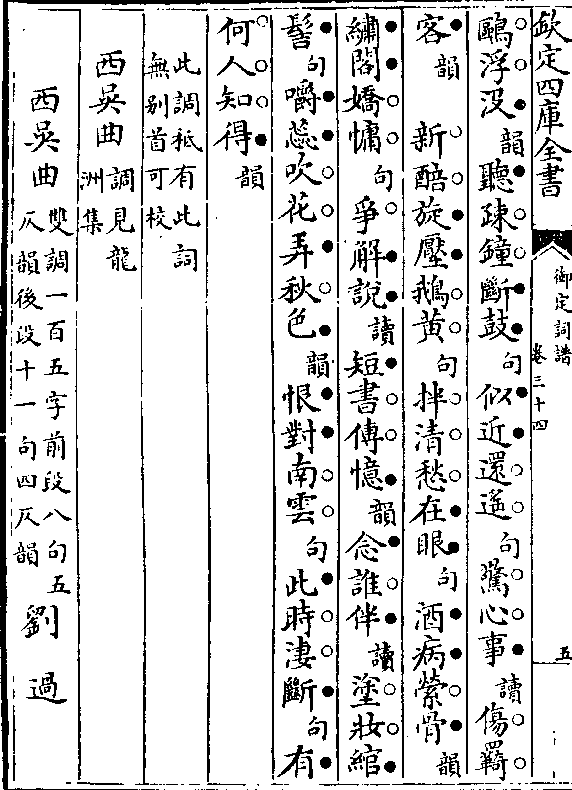 欽定四庫全書
御定詞譜
卷三十四
五
鷗浮没韻聽疎鐘斷鼓句似近還遥句驚心事讀傷羈
客韻 新醅旋壓鵝黃句拌清愁在眼句酒病縈骨韻
繡閣嬌慵句爭解說讀短書傳憶韻念誰伴讀塗妝綰
髻句嚼蕊吹花弄秋色韻恨對南雲句此時淒斷句有
何人知得韻
此調祗有此詞
無别首可校
西吳曲 調見龍
洲集
西吳曲 雙調一百五字前段八句五
仄韻後段十一句四仄韻 劉過